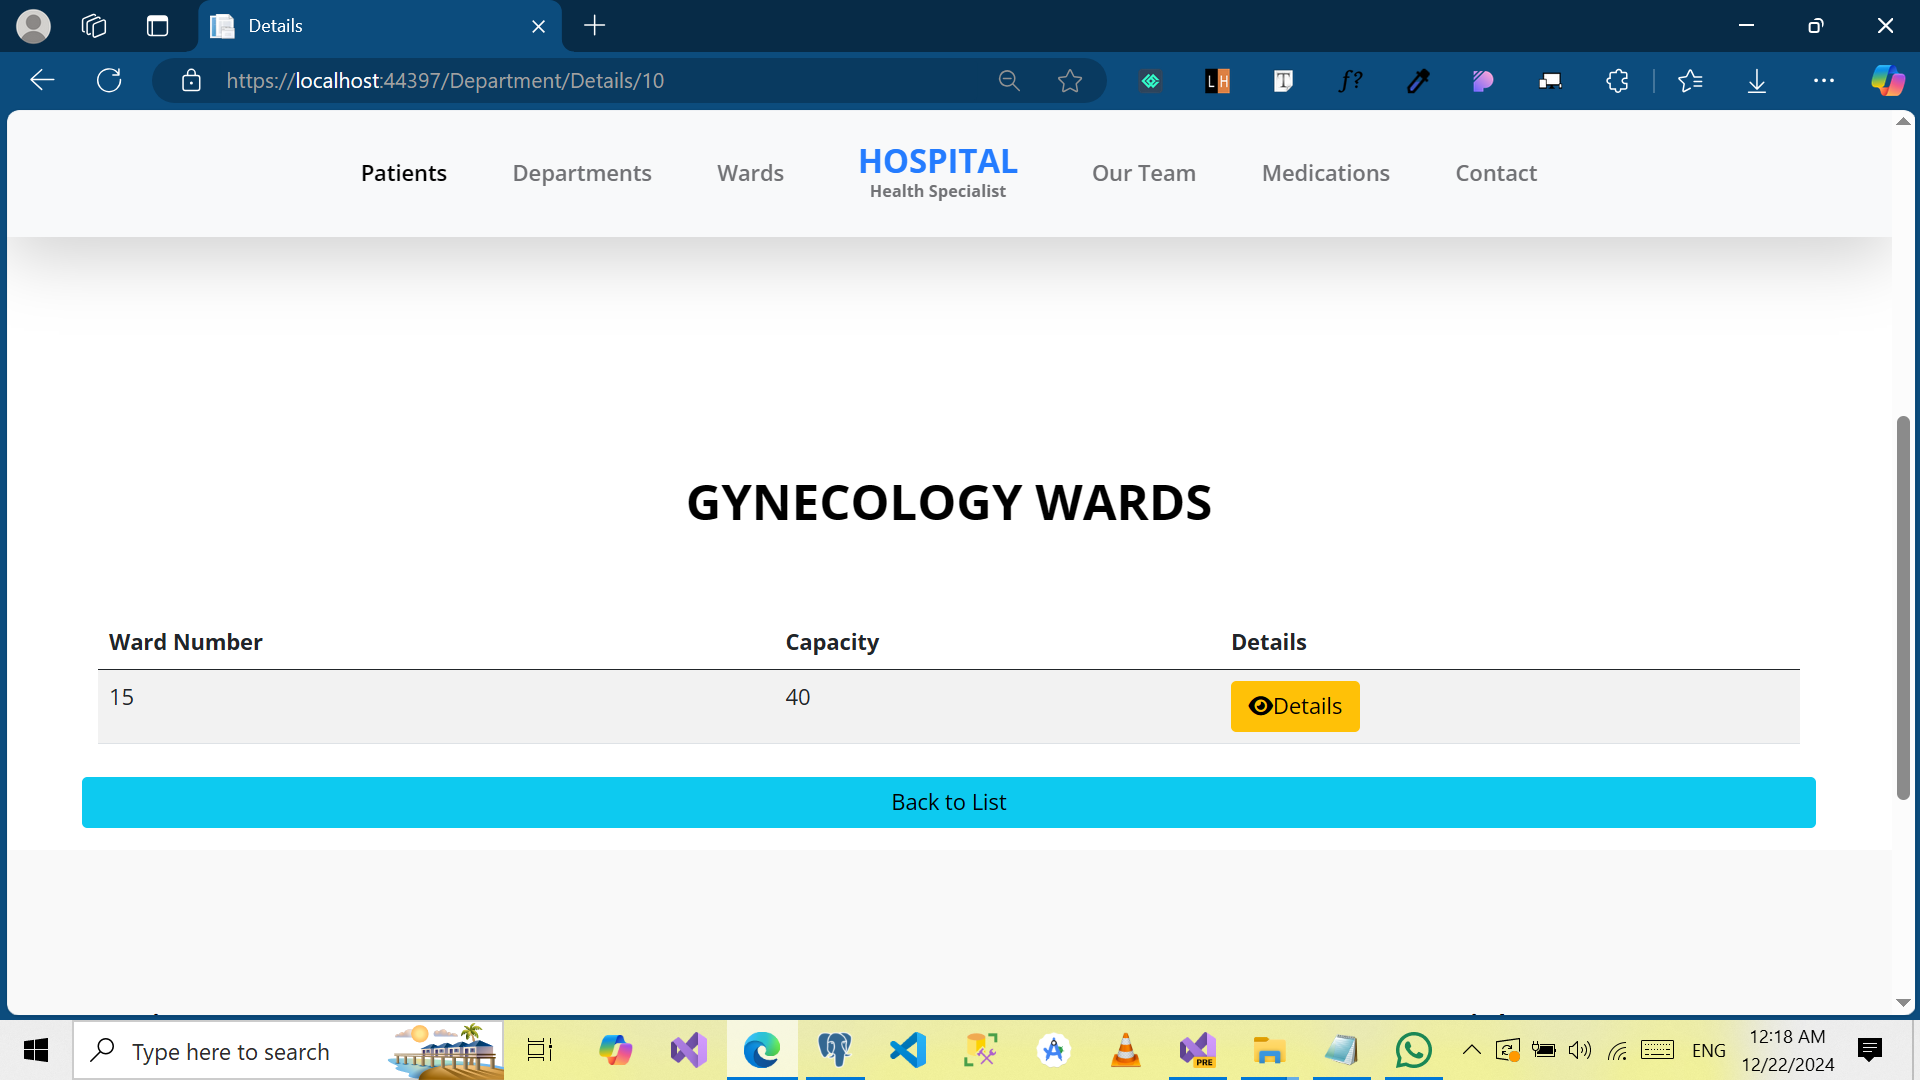 Details
https://localhost:44397/Department/Details/10
LH
T
f?
Patients
Departments
Wards
HOSPITAL
Health Specialist
Our Team
Medications
Contact
GYNECOLOGY WARDS
Ward Number
Capacity
Details
15
40
Details
Back to List
Type here to search
PRE
ENG
12:18 AM
12/22/2024